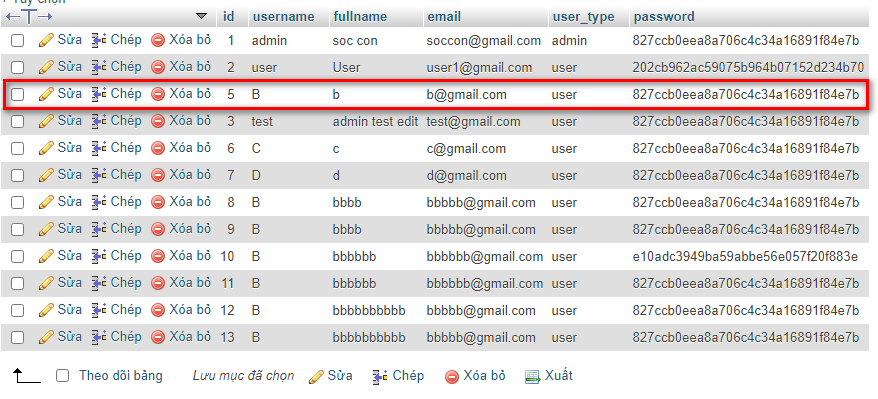 + Tùy chọn
id username fullname email user_type password
Sửa Chép Xóa bỏ 1 admin soc con soccon@gmail.com admin 827ccb0eea8a706c4c34a16891f84e7b
Sửa Chép Xóa bỏ 2 user User user1@gmail.com user 202cb962ac59075b964b07152d234b70
Sửa Chép Xóa bỏ 5 B b b@gmail.com user 827ccb0eea8a706c4c34a16891f84e7b
Sửa Chép Xóa bỏ 3 test admin test edit test@gmail.com user 827ccb0eea8a706c4c34a16891f84e7b
Sửa Chép Xóa bỏ 6 C c c@gmail.com user 827ccb0eea8a706c4c34a16891f84e7b
Sửa Chép Xóa bỏ 7 D d d@gmail.com user 827ccb0eea8a706c4c34a16891f84e7b
Sửa Chép Xóa bỏ 8 B bbbb bbbbb@gmail.com user 827ccb0eea8a706c4c34a16891f84e7b
Sửa Chép Xóa bỏ 9 B bbbb bbbbb@gmail.com user 827ccb0eea8a706c4c34a16891f84e7b
Sửa Chép Xóa bỏ 10 B bbbbbb bbbbbb@gmail.com user e10adc3949ba59abbe56e057f20f883e
Sửa Chép Xóa bỏ 11 B bbbbbb bbbbbb@gmail.com user 827ccb0eea8a706c4c34a16891f84e7b
Sửa Chép Xóa bỏ 12 B bbbbbbbbbb bbbbb@gmail.com user 827ccb0eea8a706c4c34a16891f84e7b
Sửa Chép Xóa bỏ 13 B bbbbbbbbbb bbbbb@gmail.com user 827ccb0eea8a706c4c34a16891f84e7b
Theo dõi bảng Lưu mục đã chọn Sửa Chép Xóa bỏ Xuất